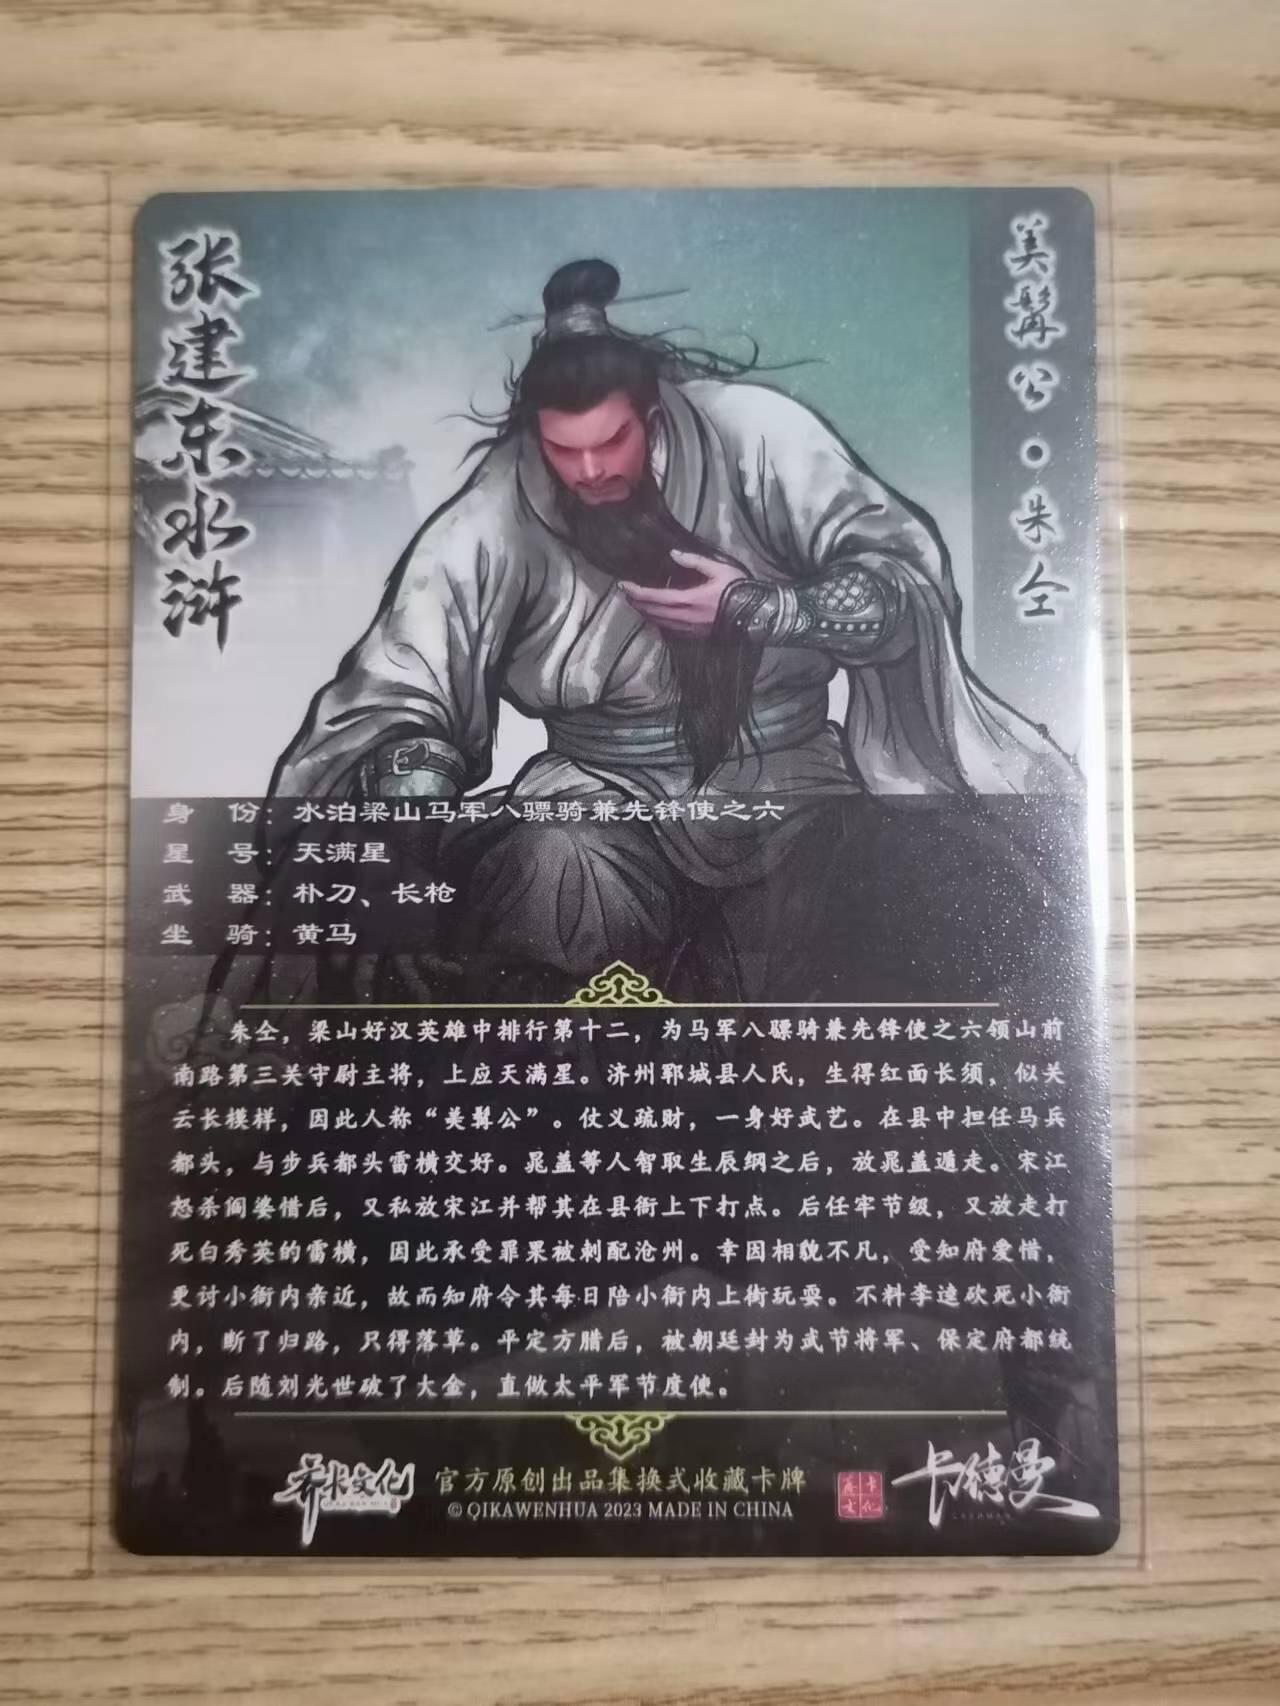 张建东水浒
美髯公·朱仝
身 份：水泊梁山马军八骠骑兼先锋使之六
星 号：天满星
武 器：朴刀、长枪
坐 骑：黄马
朱仝，梁山好汉英雄中排行第十二，为马军八骠骑兼先锋使之六领山前
南路第三关守尉主将，上应天满星。济州郓城县人氏，生得红面长须，似关
云长模样，因此人称“美髯公”。仗义疏财，一身好武艺。在县中担任马兵
都头，与步兵都头雷横交好。晁盖等人智取生辰纲之后，放晁盖遁走。宋江
怒杀阎婆惜后，又私放宋江并帮其在县衙上下打点。后任牢节级，又放走打
死白秀英的雷横，因此承受罪果被刺配沧州。幸因相貌不凡，受知府爱惜，
更讨小衙内亲近，故而知府令其每日陪小衙内上街玩耍。不料李逵砍死小衙
内，断了归路，只得落草。平定方腊后，被朝廷封为武节将军、保定府都统
制。后随刘光世破了大金，直做太平军节度使。
齐卡文化
官方原创出品集换式收藏卡牌
© QIKAWENHUA 2023 MADE IN CHINA
卡德曼